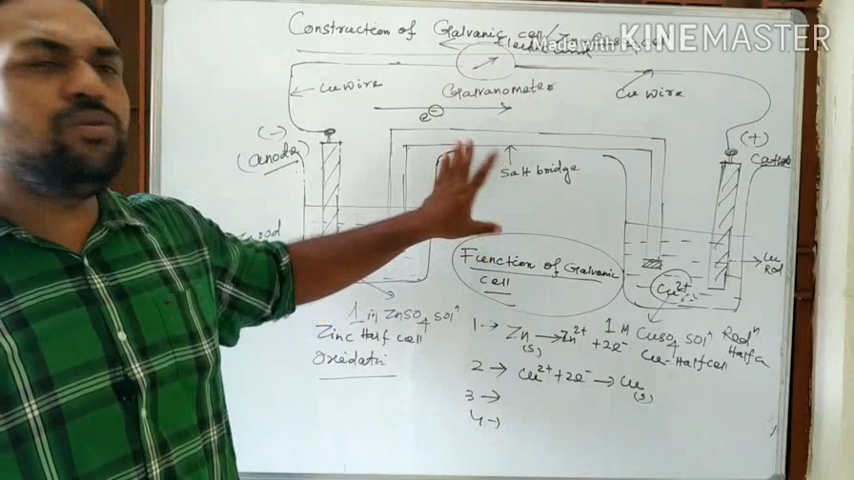 Construction of Galvanic cell/
Made with KINEMASTER
cu wire
Galvanometer
Cu wire
e⊖
(-)
(anode)
(+)
salt bridge
rod
cu
Rod
Function of Galvanic
cell
Cu²⁺
1 m ZnSO₄ solⁿ
Zinc Half cell
Oxidatin
1 M CuSO₄ solⁿ Redⁿ
Cu-Halfcell
1 → Zn(s) → Zn²⁺ + 2e⁻
2 → Cu²⁺ + 2e⁻ → Cu(s)
3 →
4 →